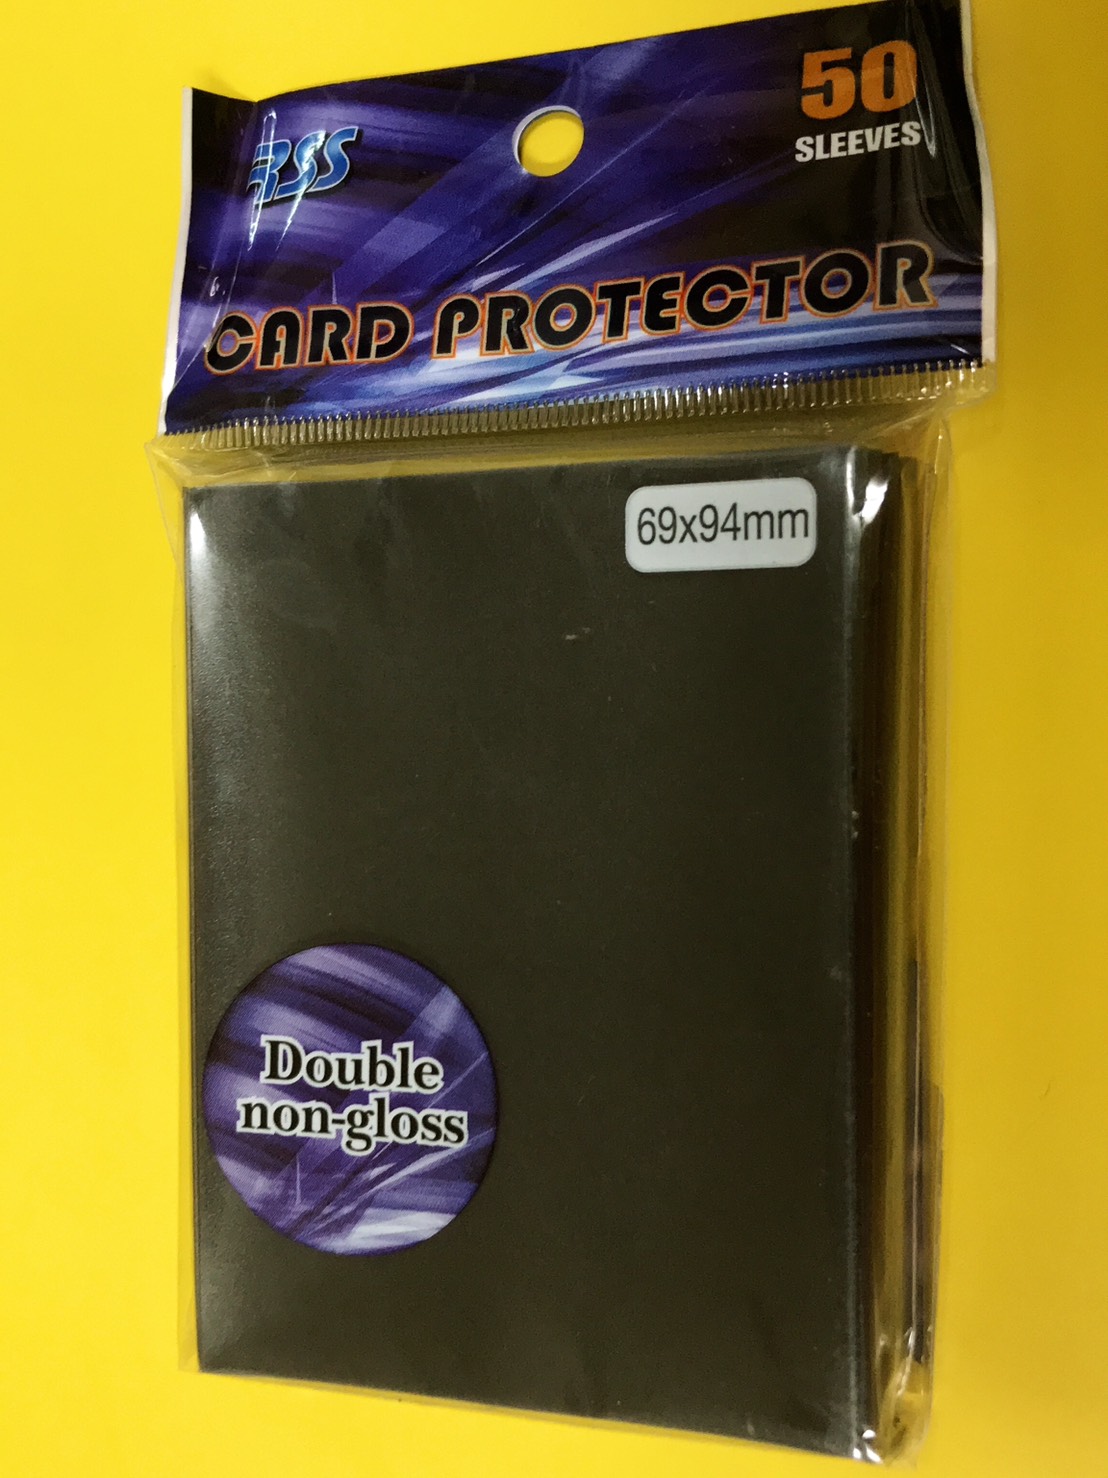 RSS
50
SLEEVES
CARD PROTECTOR
69x94mm
Double
non-gloss